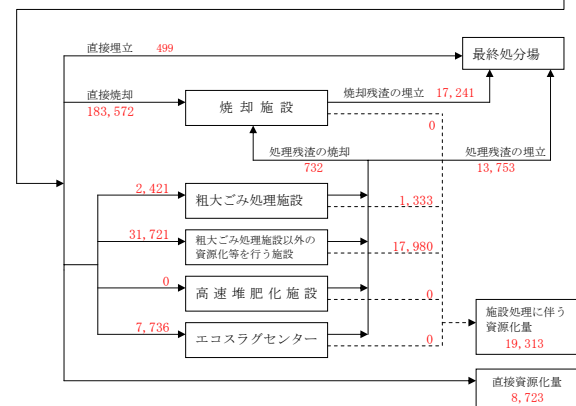 直接埋立 499
最終処分場
直接焼却
183,572
焼却施設
焼却残渣の埋立 17,241
0
処理残渣の焼却
732
処理残渣の埋立
13,753
2,421
粗大ごみ処理施設
1,333
31,721
粗大ごみ処理施設以外の
資源化等を行う施設
17,980
0
高速堆肥化施設
0
7,736
エコスラグセンター
0
施設処理に伴う
資源化量
19,313
直接資源化量
8,723